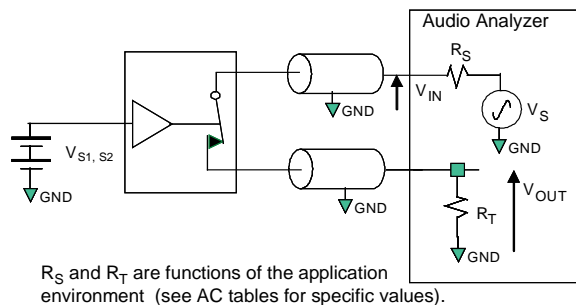 Audio Analyzer
R_S
GND
V_IN
V_S
GND
V_S1, S2
GND
GND
V_OUT
R_T
GND
R_S and R_T are functions of the application
environment (see AC tables for specific values).